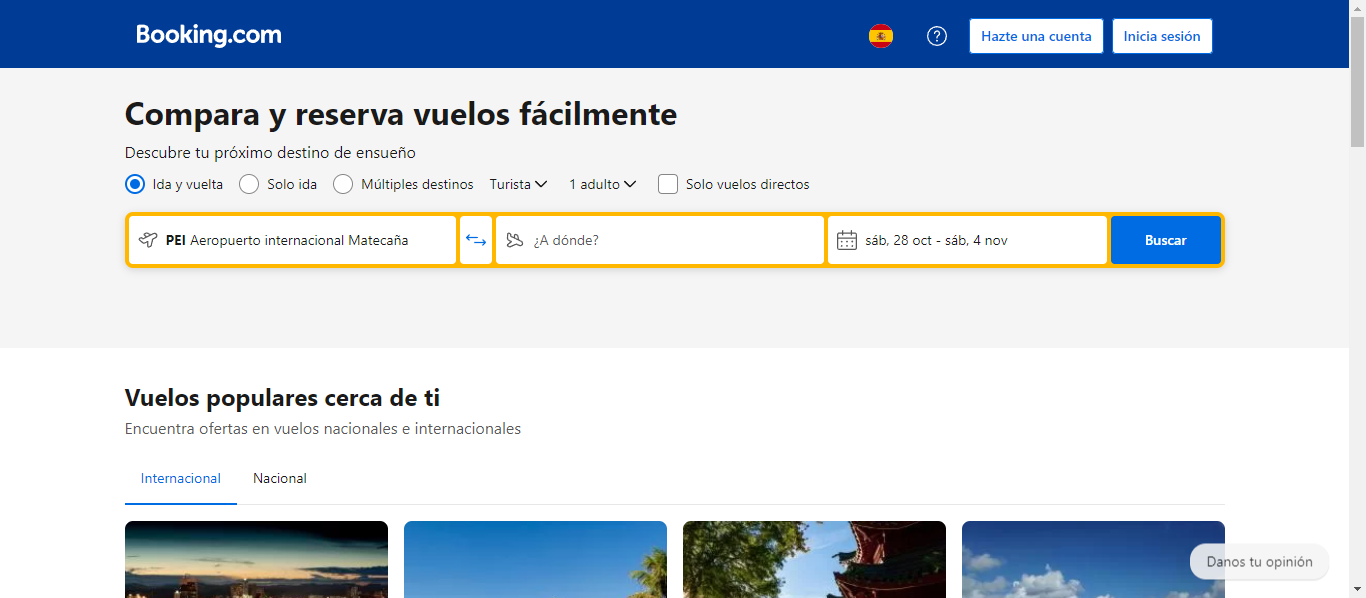 Booking.com
Hazte una cuenta
Inicia sesión
Compara y reserva vuelos fácilmente
Descubre tu próximo destino de ensueño
Ida y vuelta Solo ida Múltiples destinos Turista 1 adulto Solo vuelos directos
PEI Aeropuerto internacional Matecaña ¿A dónde? sáb, 28 oct - sáb, 4 nov Buscar
Vuelos populares cerca de ti
Encuentra ofertas en vuelos nacionales e internacionales
Internacional Nacional
Danos tu opinión